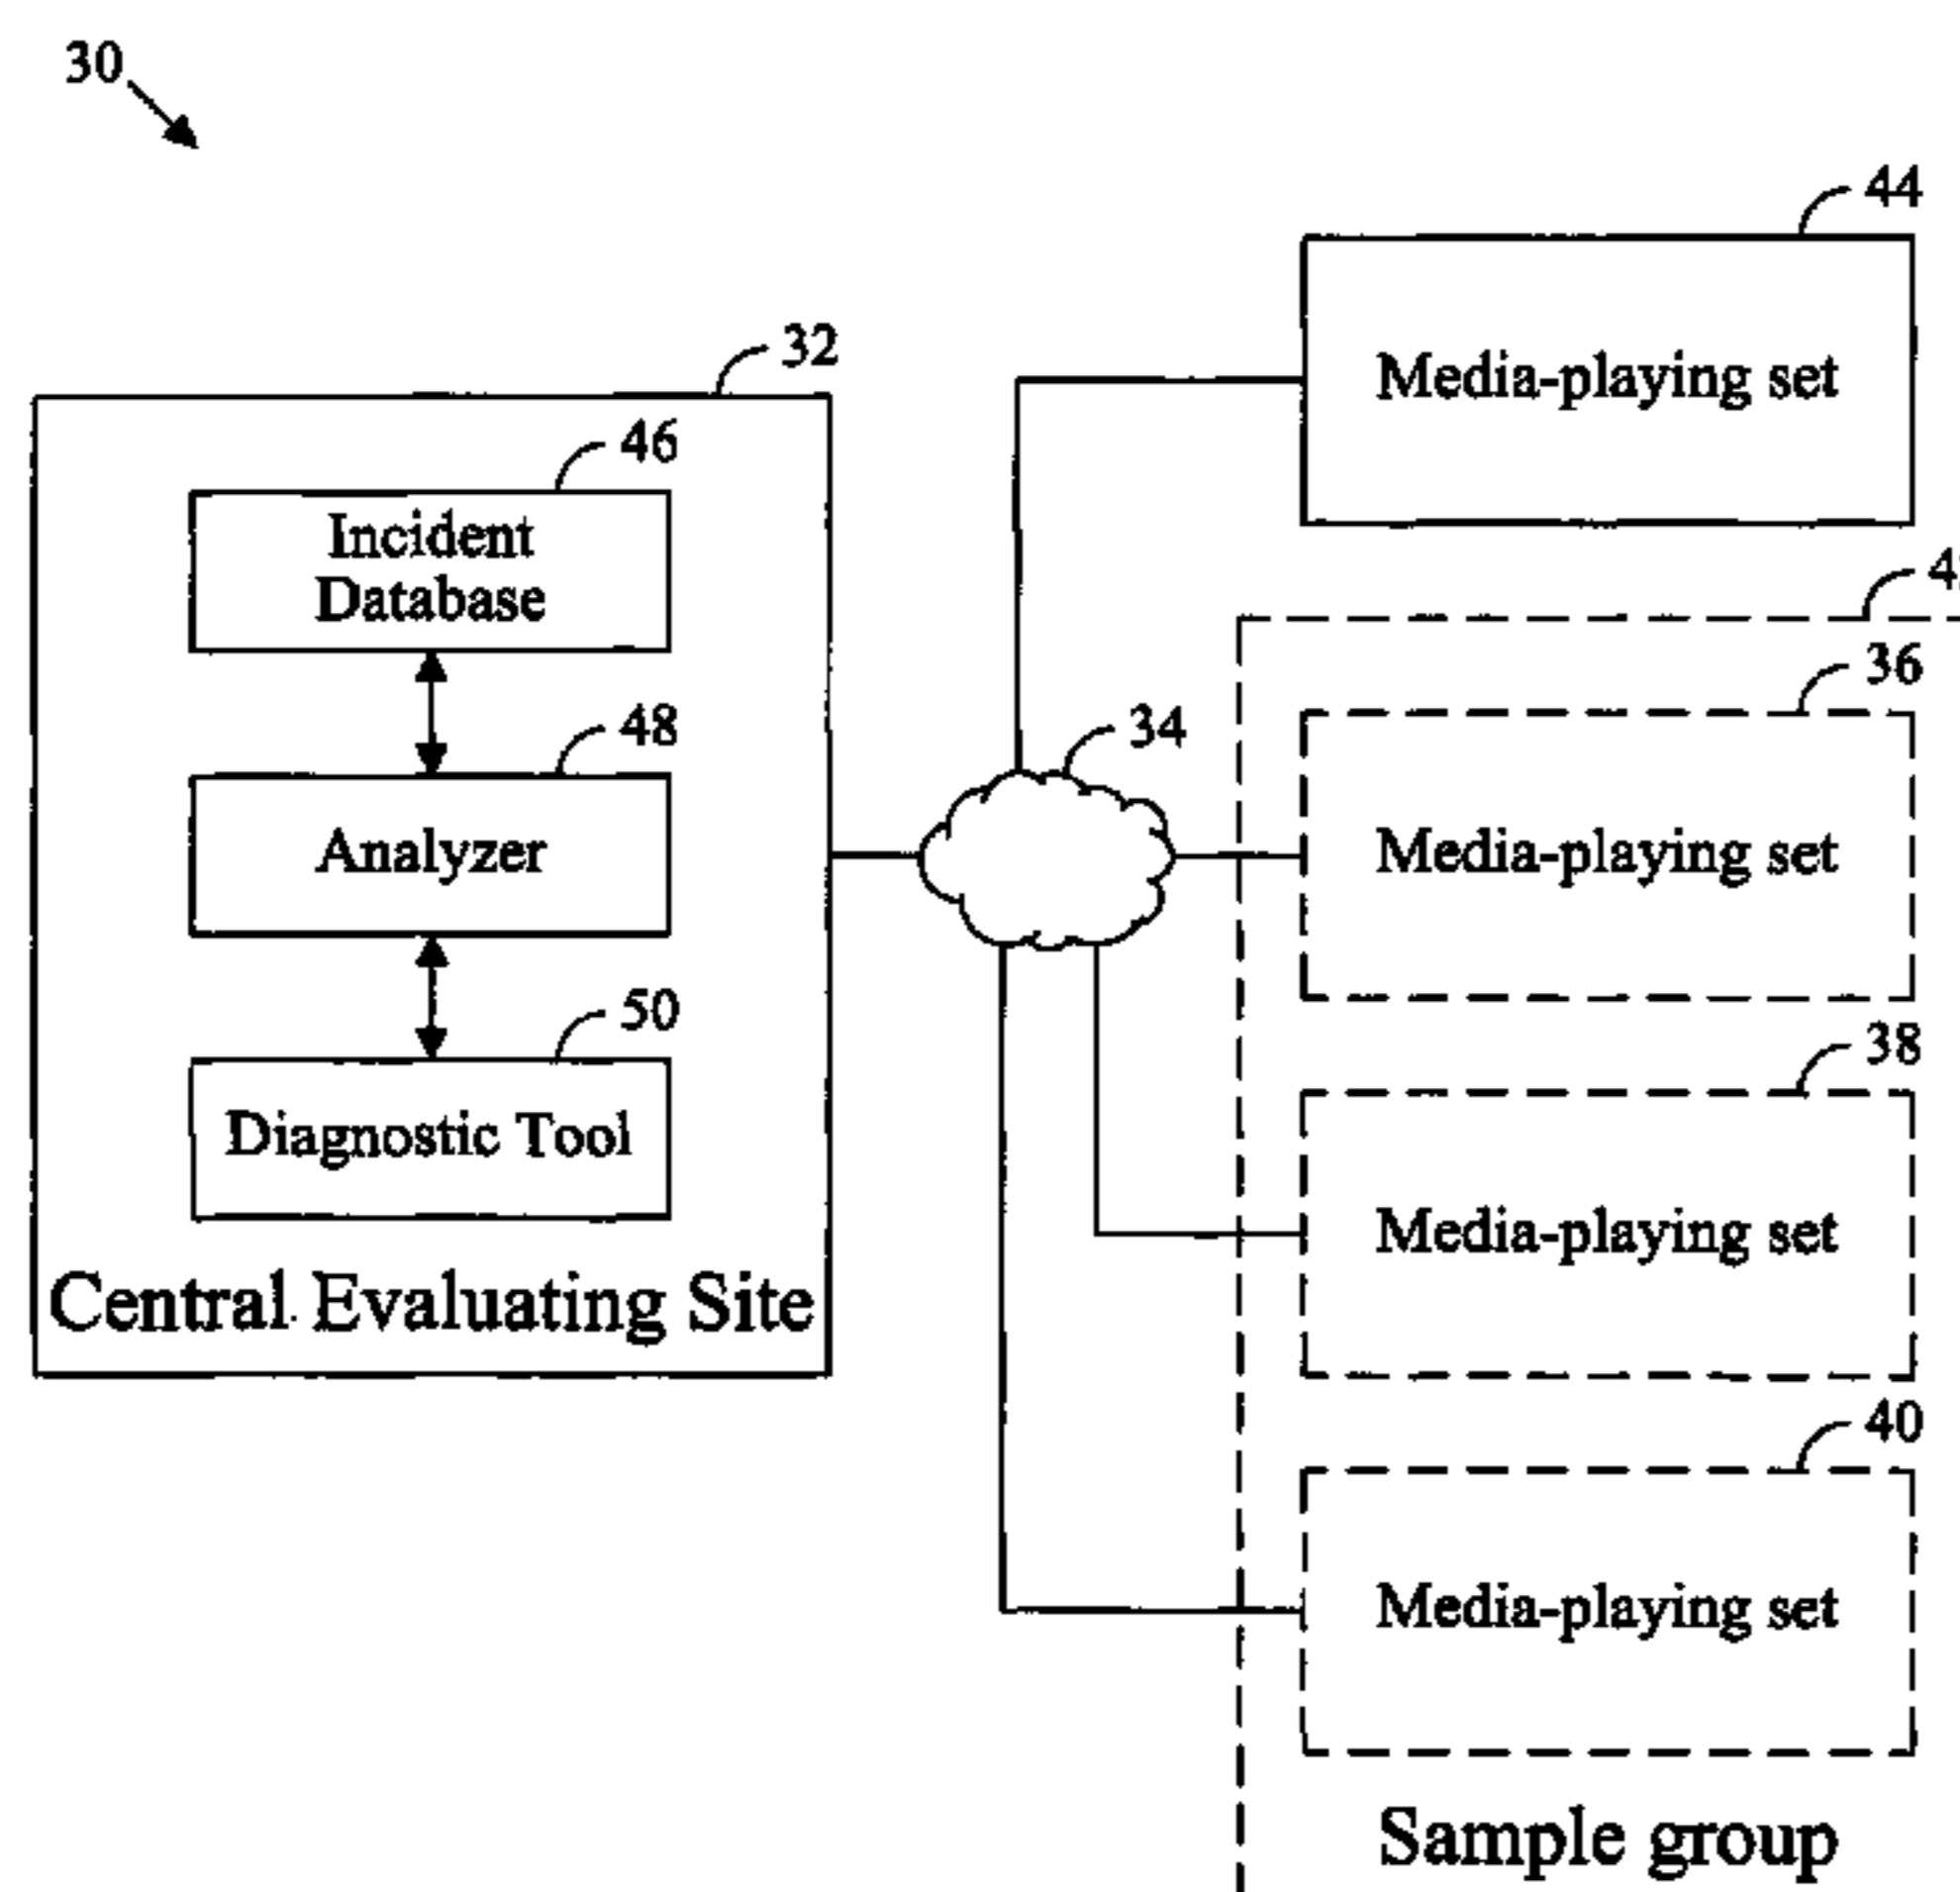 30
44
Media-playing set
32
46
Incident
Database
36
Media-playing set
48
Analyzer
34
50
Diagnostic Tool
38
Media-playing set
Central Evaluating Site
40
Media-playing set
Sample group